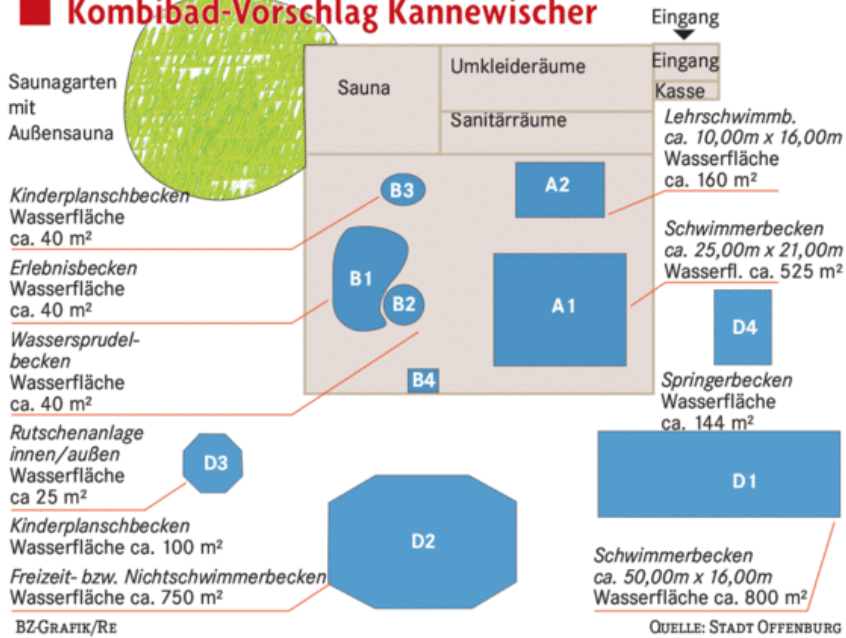 Kombibad-Vorschlag Kannewischer
Eingang
Saunagarten
mit
Außensauna
Sauna
Umkleideräume
Sanitärräume
Eingang
Kasse
Lehrschwimmb.
ca. 10,00m x 16,00m
Wasserfläche
ca. 160 m²
Kinderplanschbecken
Wasserfläche
ca. 40 m²
B3
A2
Schwimmerbecken
ca. 25,00m x 21,00m
Wasserfl. ca. 525 m²
Erlebnisbecken
Wasserfläche
ca. 40 m²
B1
B2
A1
D4
Wassersprudel-
becken
Wasserfläche
ca. 40 m²
B4
Springerbecken
Wasserfläche
ca. 144 m²
Rutschenanlage
innen/außen
Wasserfläche
ca 25 m²
D3
D1
Kinderplanschbecken
Wasserfläche ca. 100 m²
D2
Freizeit- bzw. Nichtschwimmerbecken
Wasserfläche ca. 750 m²
Schwimmerbecken
ca. 50,00m x 16,00m
Wasserfläche ca. 800 m²
BZ-GRAFIK/RE
QUELLE: STADT OFFENBURG